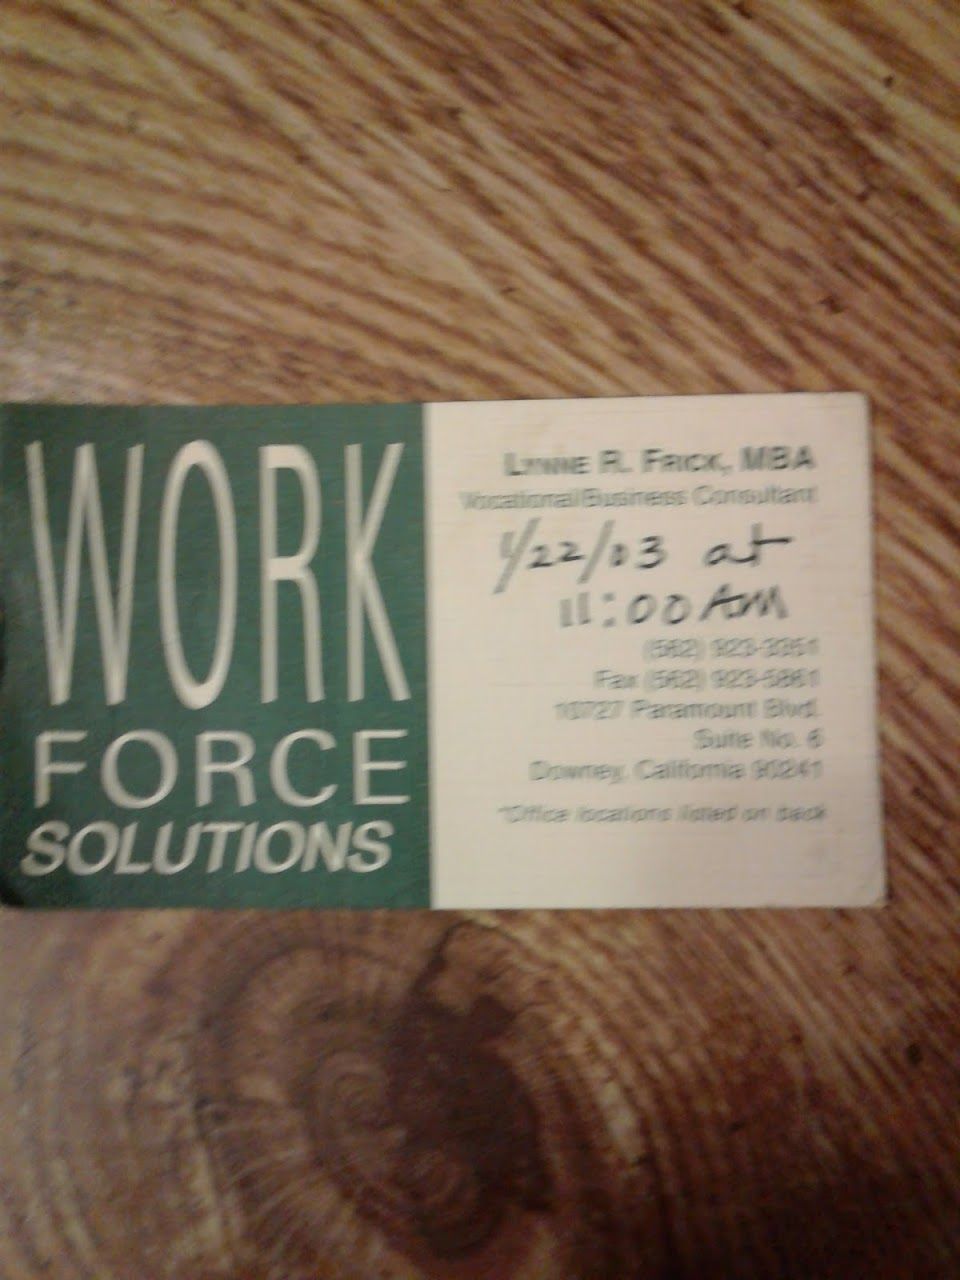 WORK
FORCE
SOLUTIONS
LYNNE R. FRICK, MBA
Vocational/Business Consultant
1/22/03 at
11:00 AM
(562) 923-3351
Fax (562) 923-5861
10727 Paramount Blvd.
Suite No. 6
Downey, California 90241
*Office locations listed on back